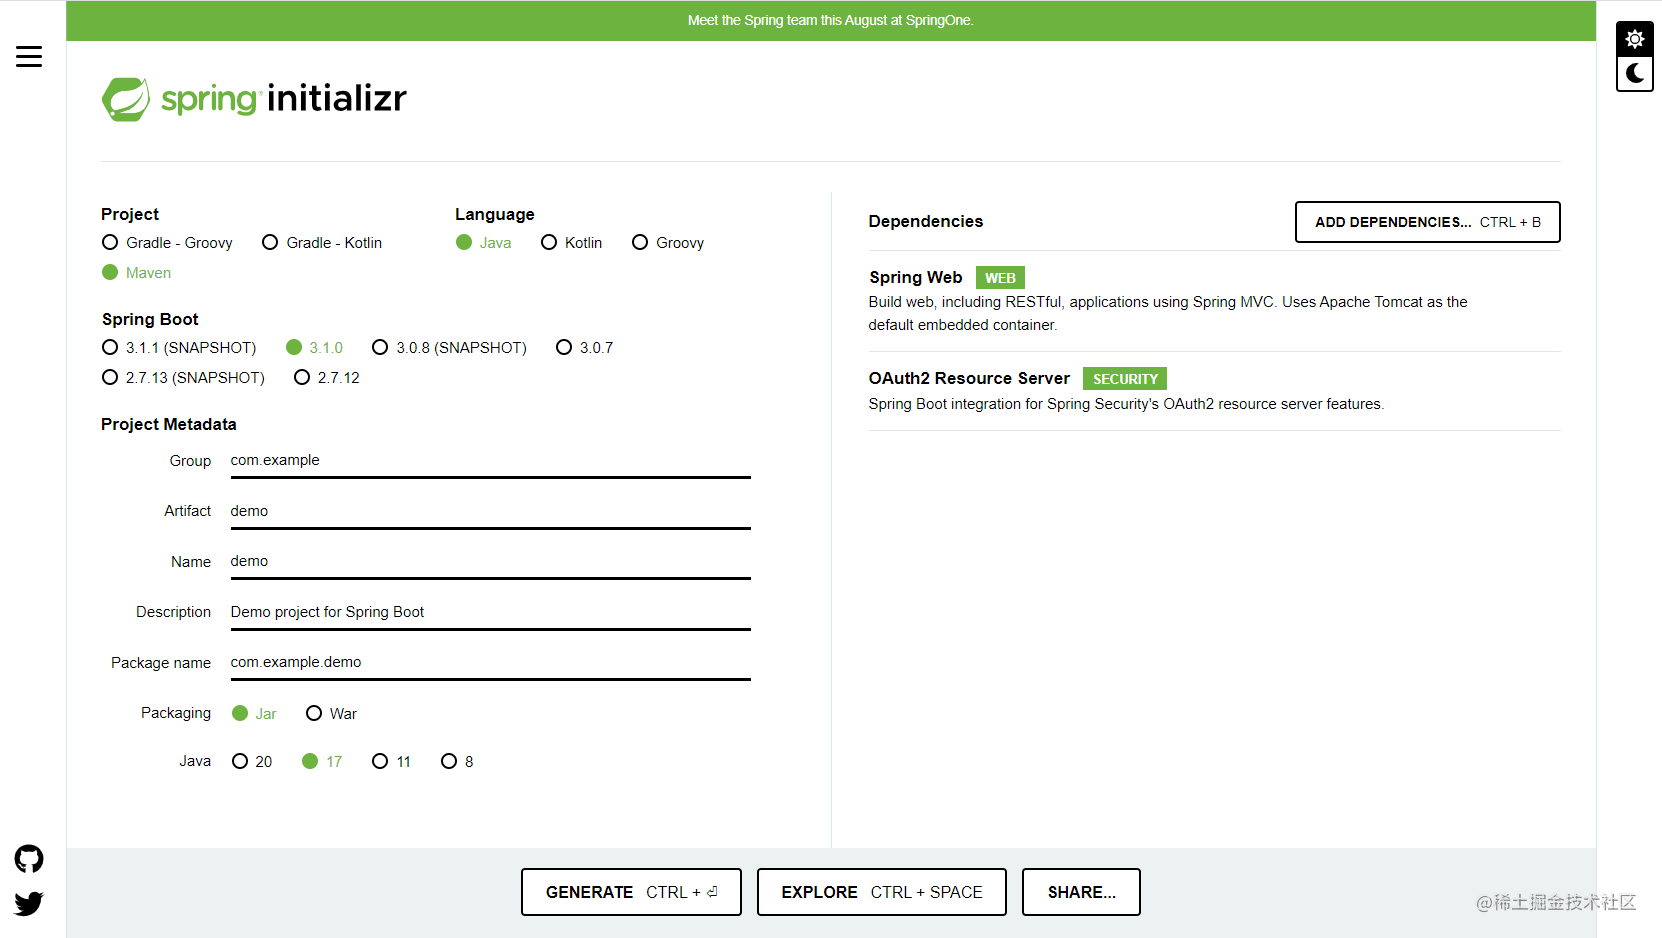 Meet the Spring team this August at SpringOne.
spring initializr
Project
Gradle - Groovy Gradle - Kotlin
Maven
Language
Java Kotlin Groovy
Spring Boot
3.1.1 (SNAPSHOT) 3.1.0 3.0.8 (SNAPSHOT) 3.0.7
2.7.13 (SNAPSHOT) 2.7.12
Project Metadata
Group com.example
Artifact demo
Name demo
Description Demo project for Spring Boot
Package name com.example.demo
Packaging Jar War
Java 20 17 11 8
Dependencies
ADD DEPENDENCIES... CTRL + B
Spring Web WEB
Build web, including RESTful, applications using Spring MVC. Uses Apache Tomcat as the
default embedded container.
OAuth2 Resource Server SECURITY
Spring Boot integration for Spring Security's OAuth2 resource server features.
GENERATE CTRL + ⏎ EXPLORE CTRL + SPACE SHARE...
@稀土掘金技术社区